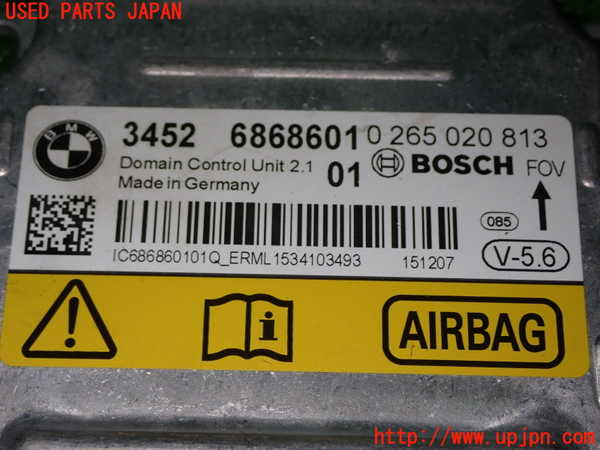 USED PARTS JAPAN
BMW
3452 6868601 0 265 020 813
Domain Control Unit 2.1 01 BOSCH FOV
Made in Germany
085
IC686860101Q_ERML1534103493 151207
V-5.6
AIRBAG
http://www.upjpn.com/